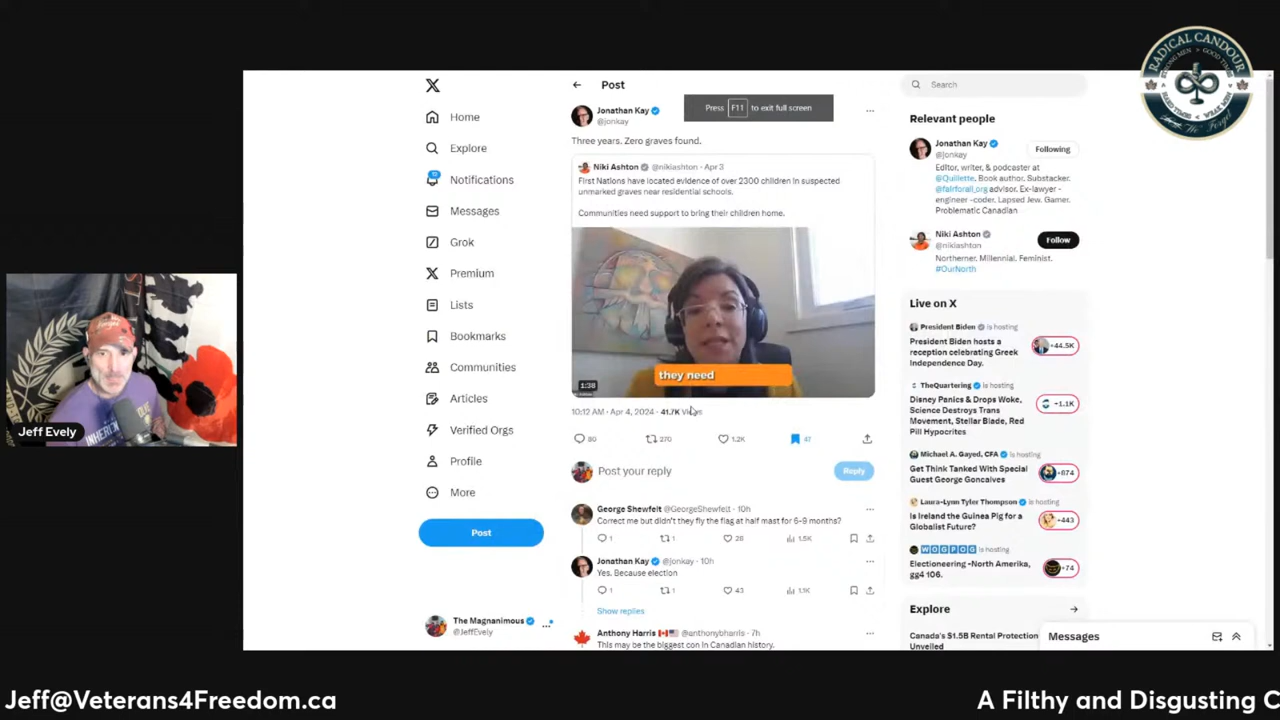 RADICAL CANDOUR
Post
Press F11 to exit full screen
Search
Jonathan Kay
@jonkay
Three years. Zero graves found.
Niki Ashton @nikiashton · Apr 3
First Nations have located evidence of over 2300 children in suspected
unmarked graves near residential schools.
Communities need support to bring their children home.
they need
1:38
10:12 AM · Apr 4, 2024 · 41.7K Views
80
270
1.2K
41
Post your reply
Reply
George Shewfelt @GeorgeShewfelt · 10h
Correct me but didn't they fly the flag at half mast for 6-9 months?
1
1
28
1.5K
Jonathan Kay @jonkay · 10h
Yes. Because election
1
1
43
1.1K
Show replies
Anthony Harris @anthonybharris · 7h
This may be the biggest con in Canadian history.
Home
Explore
Notifications
Messages
Grok
Premium
Lists
Bookmarks
Communities
Articles
Verified Orgs
Profile
More
Post
The Magnanimous
@JeffEvely
Relevant people
Jonathan Kay
@jonkay
Following
Editor, writer, & podcaster at
@Quillette. Book author. Substacker.
@fairforall_org advisor. Ex-lawyer -
engineer -coder. Lapsed Jew. Gamer.
Problematic Canadian
Niki Ashton
@nikiashton
Follow
Northerner. Millennial. Feminist.
#OurNorth
Live on X
President Biden is hosting
President Biden hosts a
reception celebrating Greek
Independence Day.
+44.5K
TheQuartering is hosting
Disney Panics & Drops Woke,
Science Destroys Trans
Movement, Stellar Blade, Red
Pill Hypocrites
+1.1K
Michael A. Gayed, CFA is hosting
Get Think Tanked With Special
Guest George Goncalves
+674
Laura-Lynn Tyler Thompson is hosting
Is Ireland the Guinea Pig for a
Globalist Future?
+443
WOGPOG is hosting
Electioneering -North Amerika,
gg4 106.
+74
Explore
Canada's $1.5B Rental Protection
Unveiled
Messages
Jeff Evely
Jeff@Veterans4Freedom.ca
A Filthy and Disgusting C